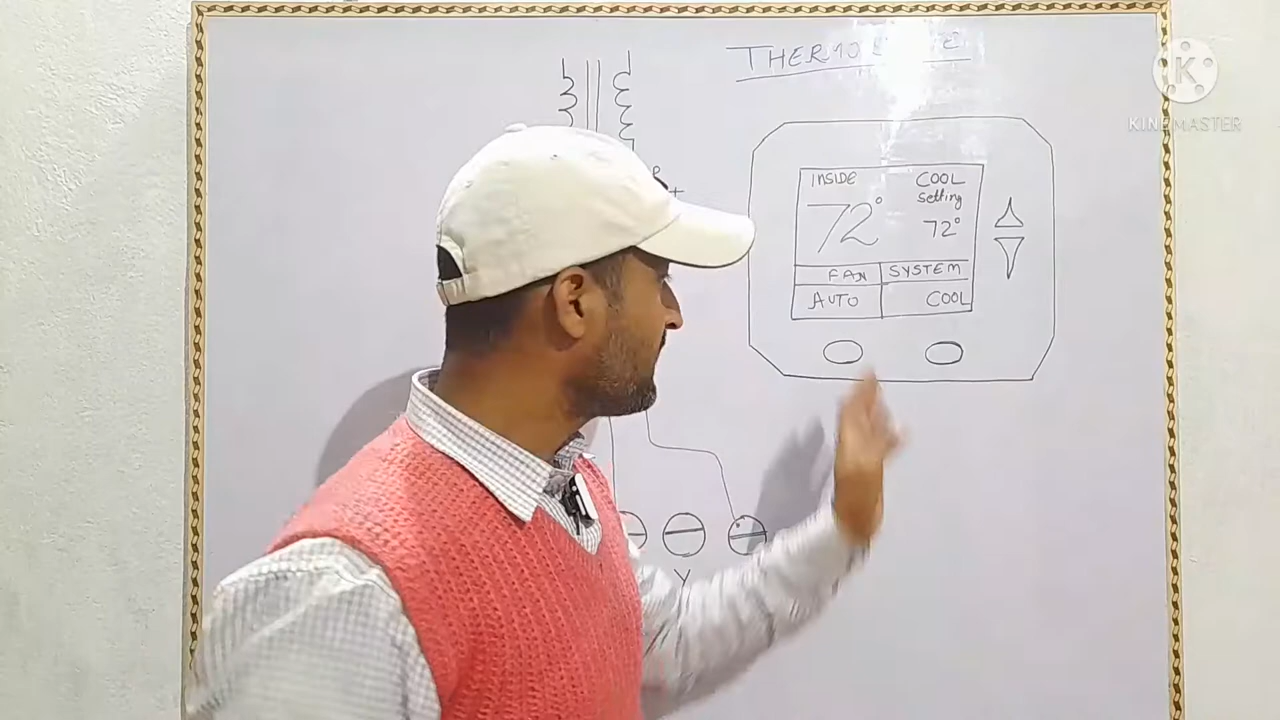 INSIDE
COOL
setting
72°
72°
FAN
SYSTEM
AUTO
COOL
R
+
Y
K
KINEMASTER